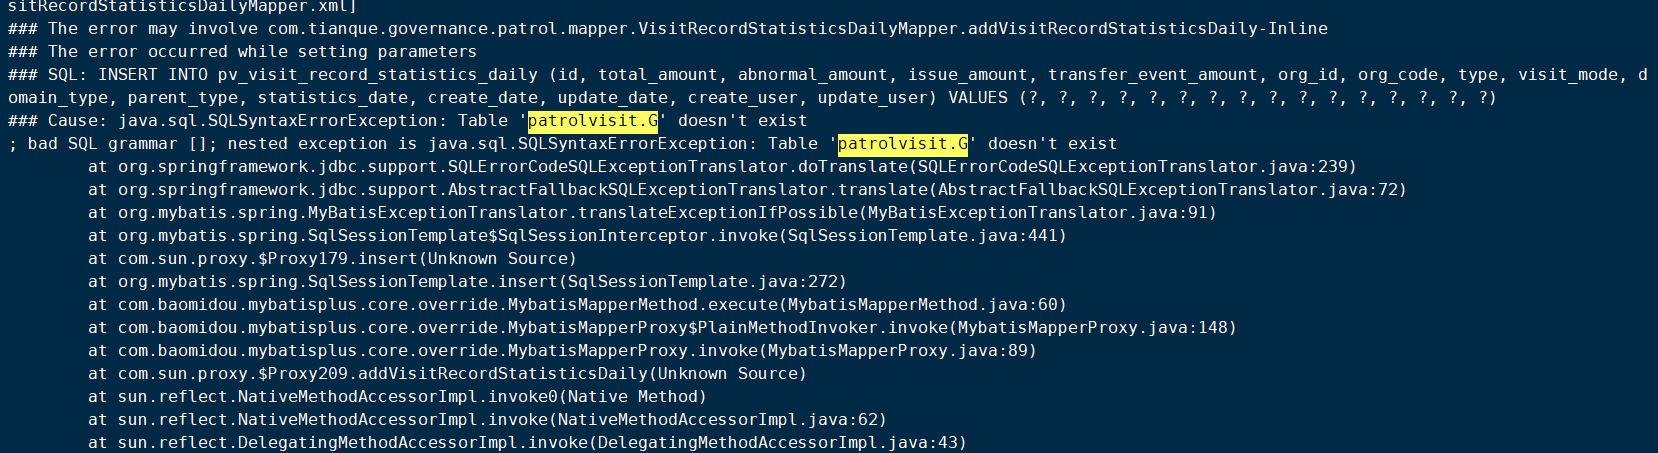 sitRecordStatisticsDailyMapper.xml]
### The error may involve com.tianque.governance.patrol.mapper.VisitRecordStatisticsDailyMapper.addVisitRecordStatisticsDaily-Inline
### The error occurred while setting parameters
### SQL: INSERT INTO pv_visit_record_statistics_daily (id, total_amount, abnormal_amount, issue_amount, transfer_event_amount, org_id, org_code, type, visit_mode, d
omain_type, parent_type, statistics_date, create_date, update_date, create_user, update_user) VALUES (?, ?, ?, ?, ?, ?, ?, ?, ?, ?, ?, ?, ?, ?, ?, ?)
### Cause: java.sql.SQLSyntaxErrorException: Table 'patrolvisit.G' doesn't exist
; bad SQL grammar []; nested exception is java.sql.SQLSyntaxErrorException: Table 'patrolvisit.G' doesn't exist
at org.springframework.jdbc.support.SQLErrorCodeSQLExceptionTranslator.doTranslate(SQLErrorCodeSQLExceptionTranslator.java:239)
at org.springframework.jdbc.support.AbstractFallbackSQLExceptionTranslator.translate(AbstractFallbackSQLExceptionTranslator.java:72)
at org.mybatis.spring.MyBatisExceptionTranslator.translateExceptionIfPossible(MyBatisExceptionTranslator.java:91)
at org.mybatis.spring.SqlSessionTemplate$SqlSessionInterceptor.invoke(SqlSessionTemplate.java:441)
at com.sun.proxy.$Proxy179.insert(Unknown Source)
at org.mybatis.spring.SqlSessionTemplate.insert(SqlSessionTemplate.java:272)
at com.baomidou.mybatisplus.core.override.MybatisMapperMethod.execute(MybatisMapperMethod.java:60)
at com.baomidou.mybatisplus.core.override.MybatisMapperProxy$PlainMethodInvoker.invoke(MybatisMapperProxy.java:148)
at com.baomidou.mybatisplus.core.override.MybatisMapperProxy.invoke(MybatisMapperProxy.java:89)
at com.sun.proxy.$Proxy209.addVisitRecordStatisticsDaily(Unknown Source)
at sun.reflect.NativeMethodAccessorImpl.invoke0(Native Method)
at sun.reflect.NativeMethodAccessorImpl.invoke(NativeMethodAccessorImpl.java:62)
at sun.reflect.DelegatingMethodAccessorImpl.invoke(DelegatingMethodAccessorImpl.java:43)